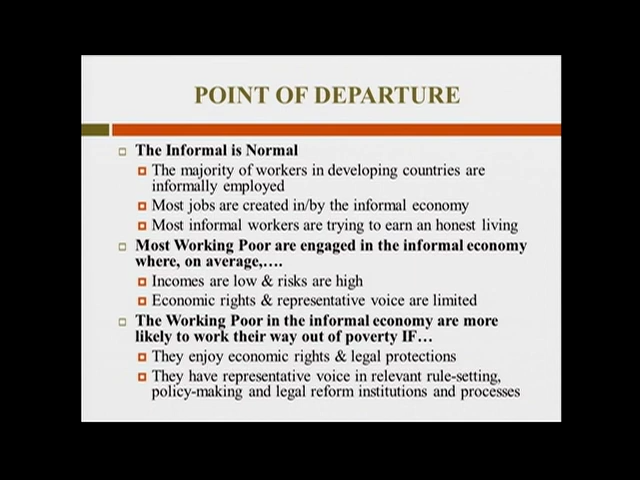 POINT OF DEPARTURE
The Informal is Normal
The majority of workers in developing countries are
informally employed
Most jobs are created in/by the informal economy
Most informal workers are trying to earn an honest living
Most Working Poor are engaged in the informal economy
where, on average,….
Incomes are low & risks are high
Economic rights & representative voice are limited
The Working Poor in the informal economy are more
likely to work their way out of poverty IF…
They enjoy economic rights & legal protections
They have representative voice in relevant rule-setting,
policy-making and legal reform institutions and processes